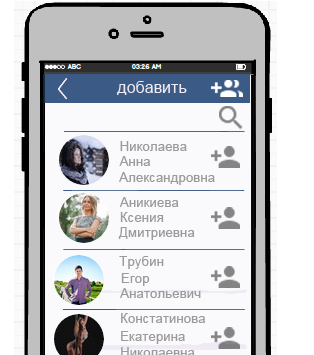 ABC 03:26 AM
добавить
Николаева
Анна
Александровна
Аникиева
Ксения
Дмитриевна
Трубин
Егор
Анатольевич
Констатинова
Екатерина
Николаевна